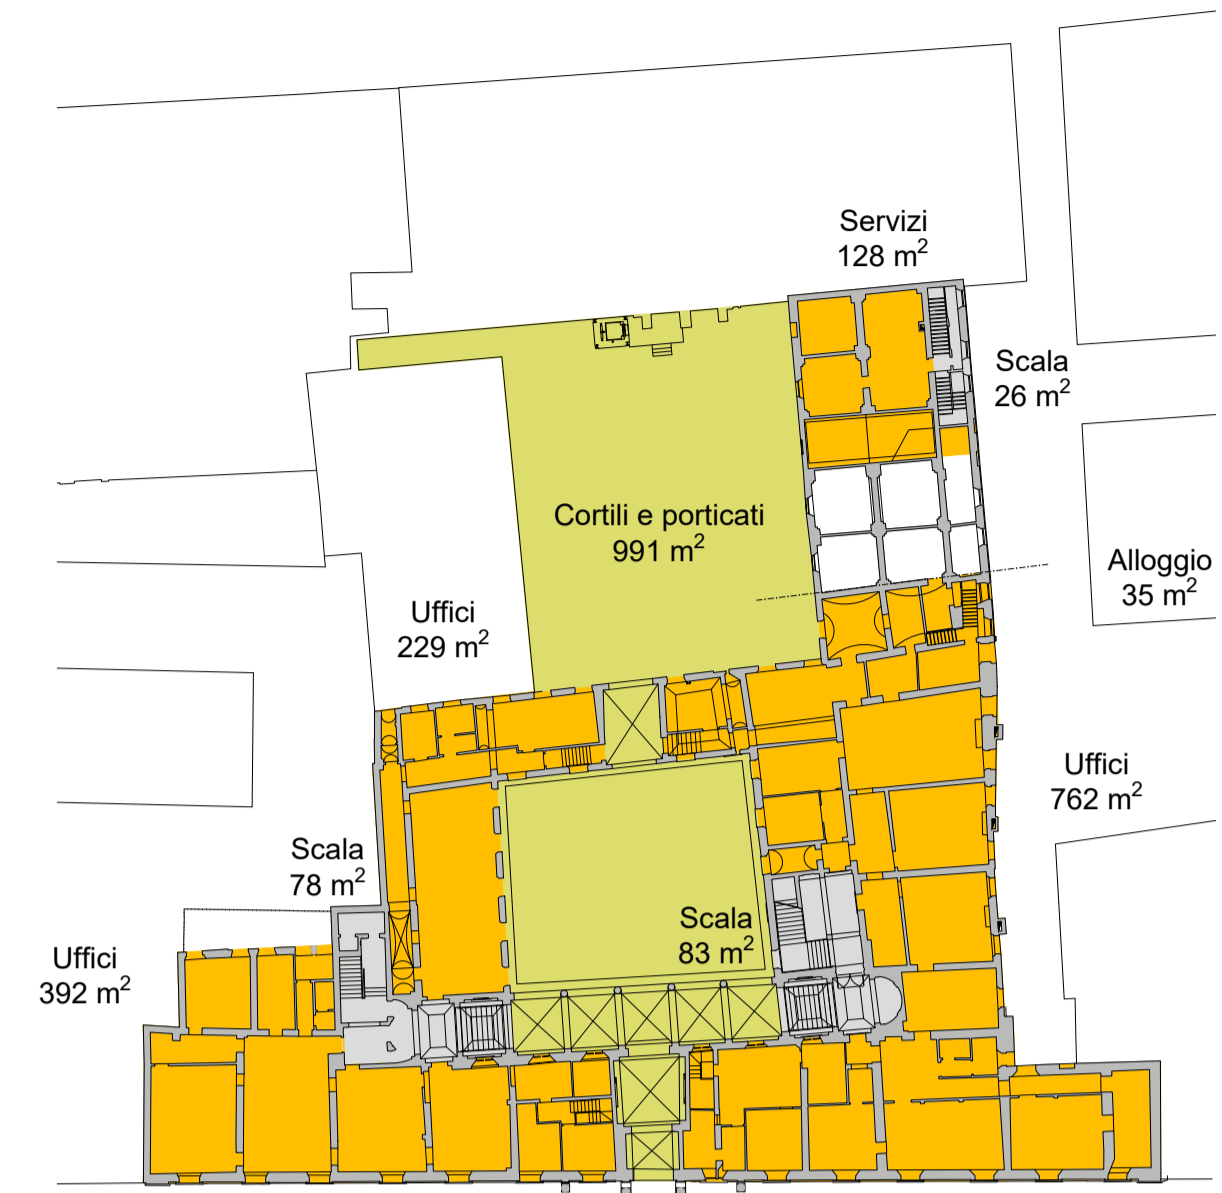 Servizi
128 m²
Scala
26 m²
Cortili e porticati
991 m²
Alloggio
35 m²
Uffici
229 m²
Uffici
762 m²
Scala
78 m²
Scala
83 m²
Uffici
392 m²